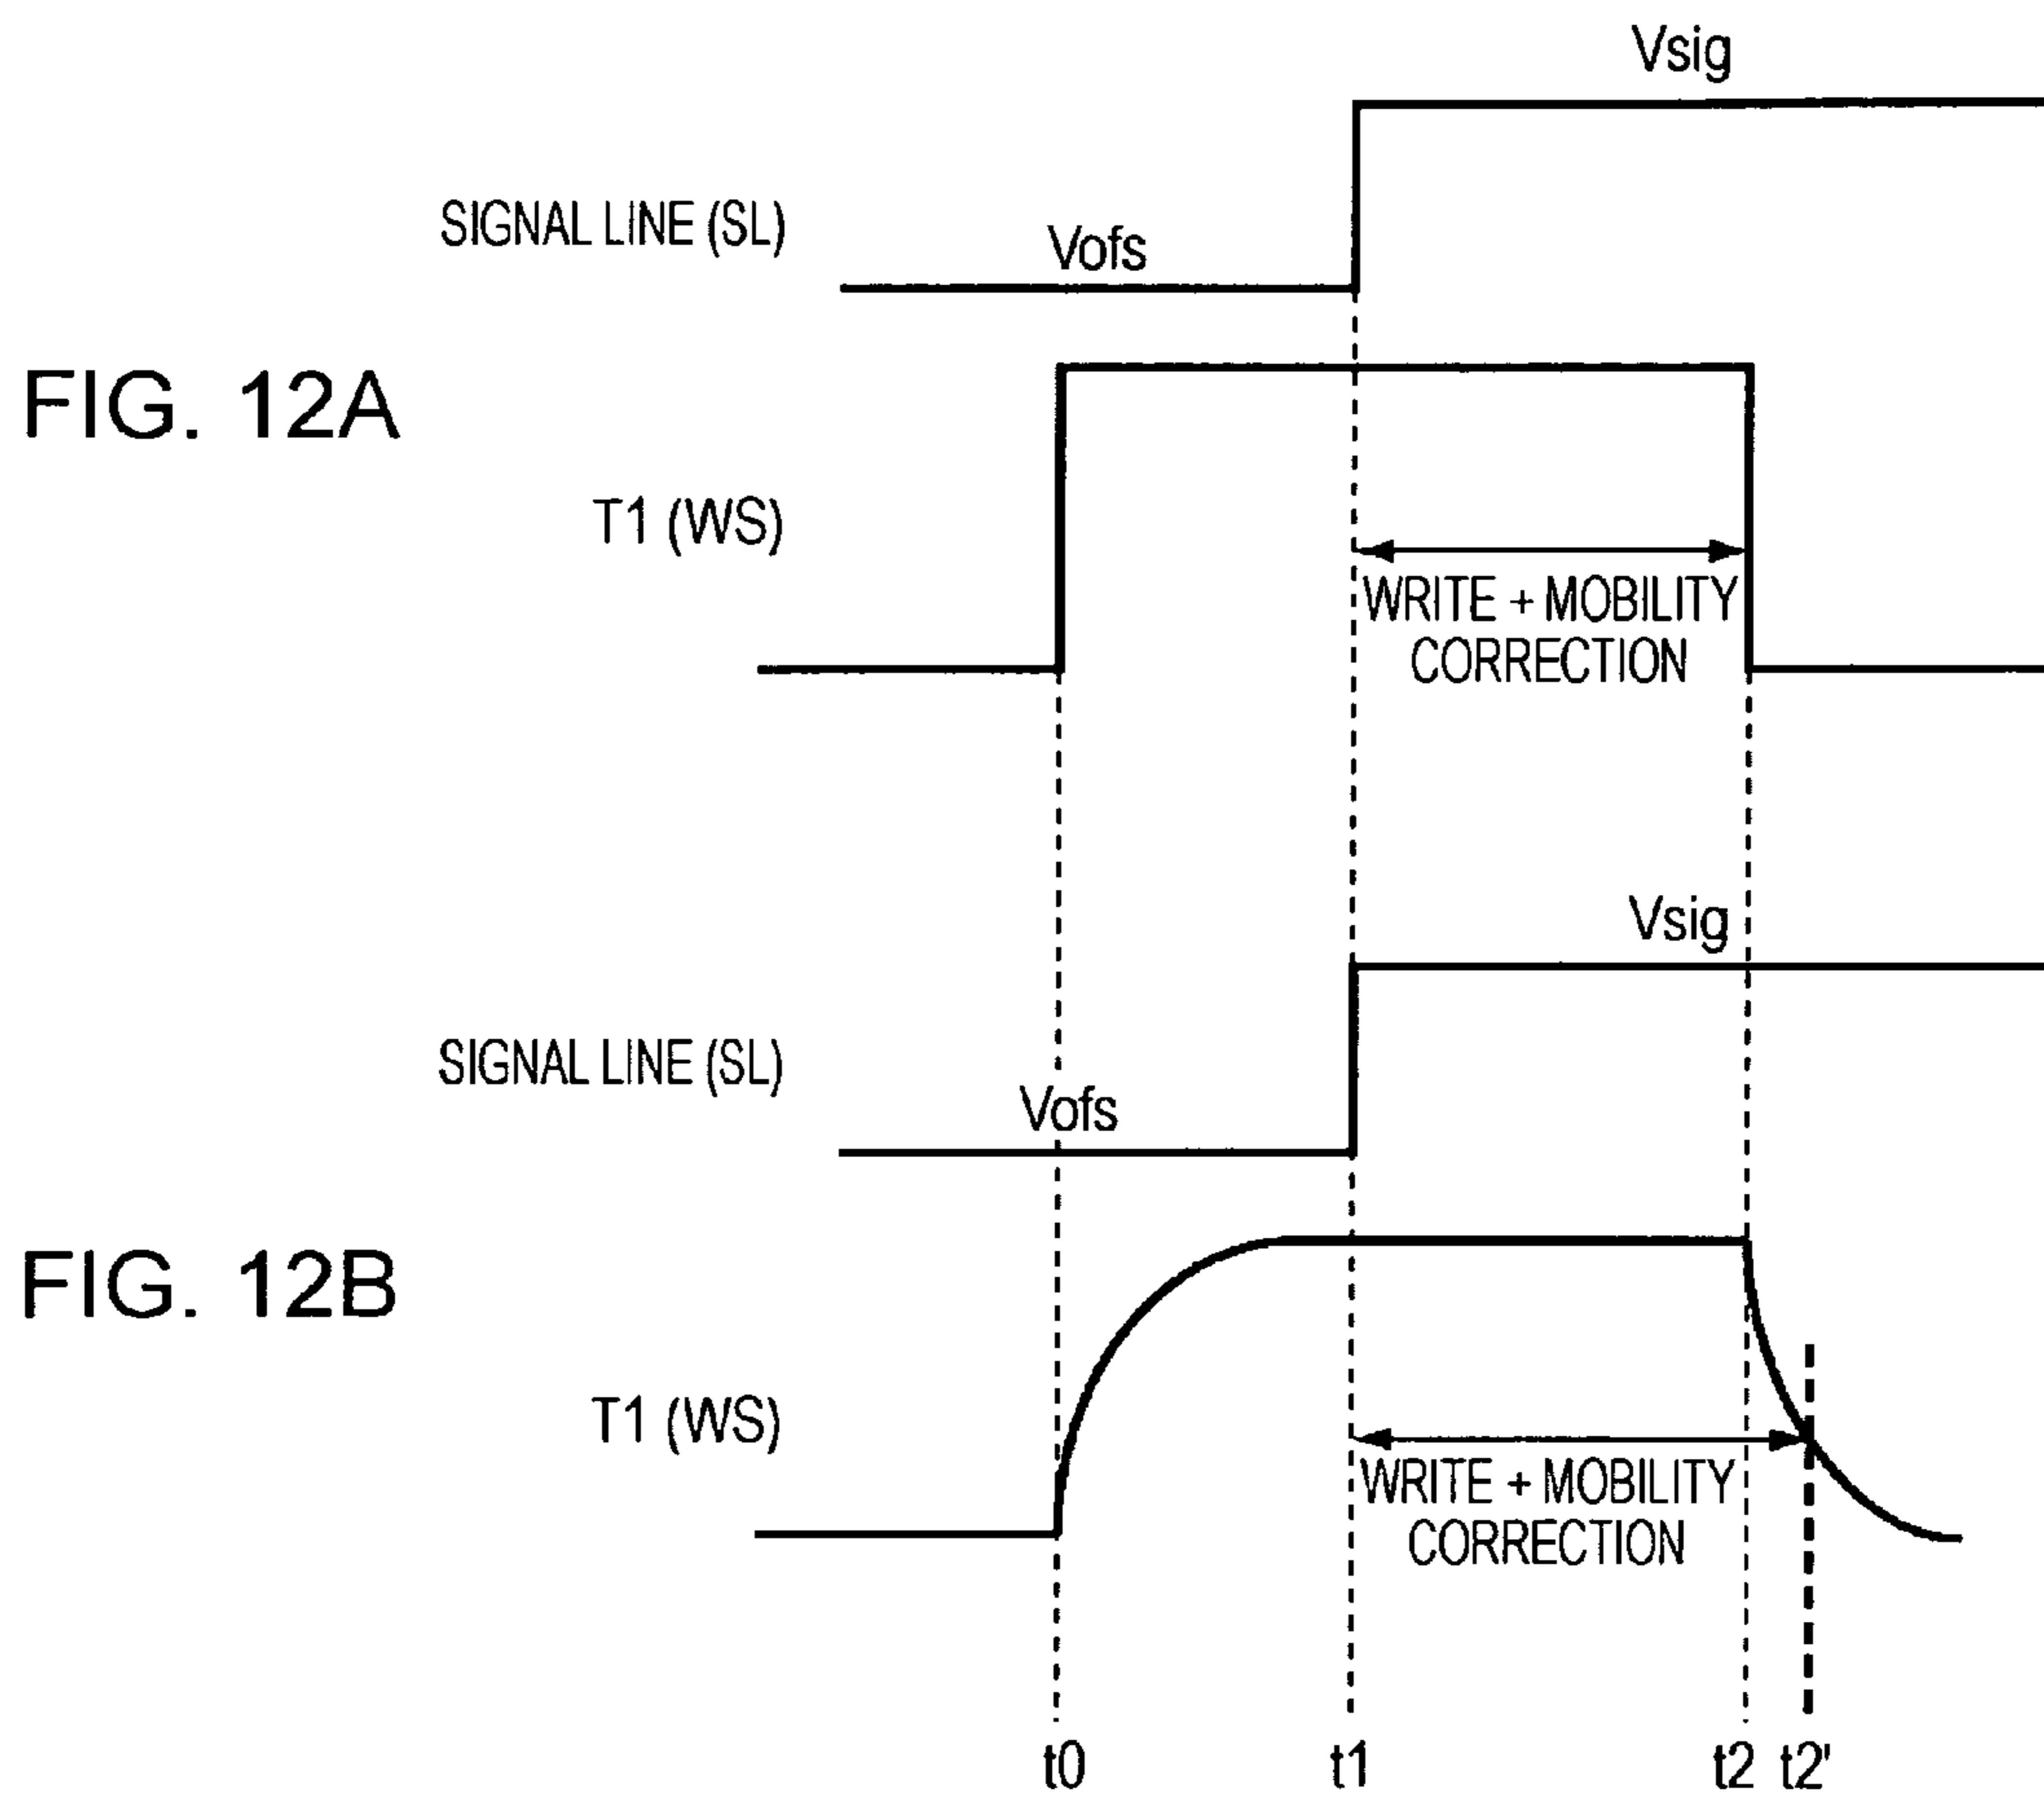 Vsig
SIGNAL LINE (SL)
Vofs
FIG. 12A
T1 (WS)
WRITE + MOBILITY
CORRECTION
Vsig
SIGNAL LINE (SL)
Vofs
FIG. 12B
T1 (WS)
WRITE + MOBILITY
CORRECTION
t0 t1 t2 t2'